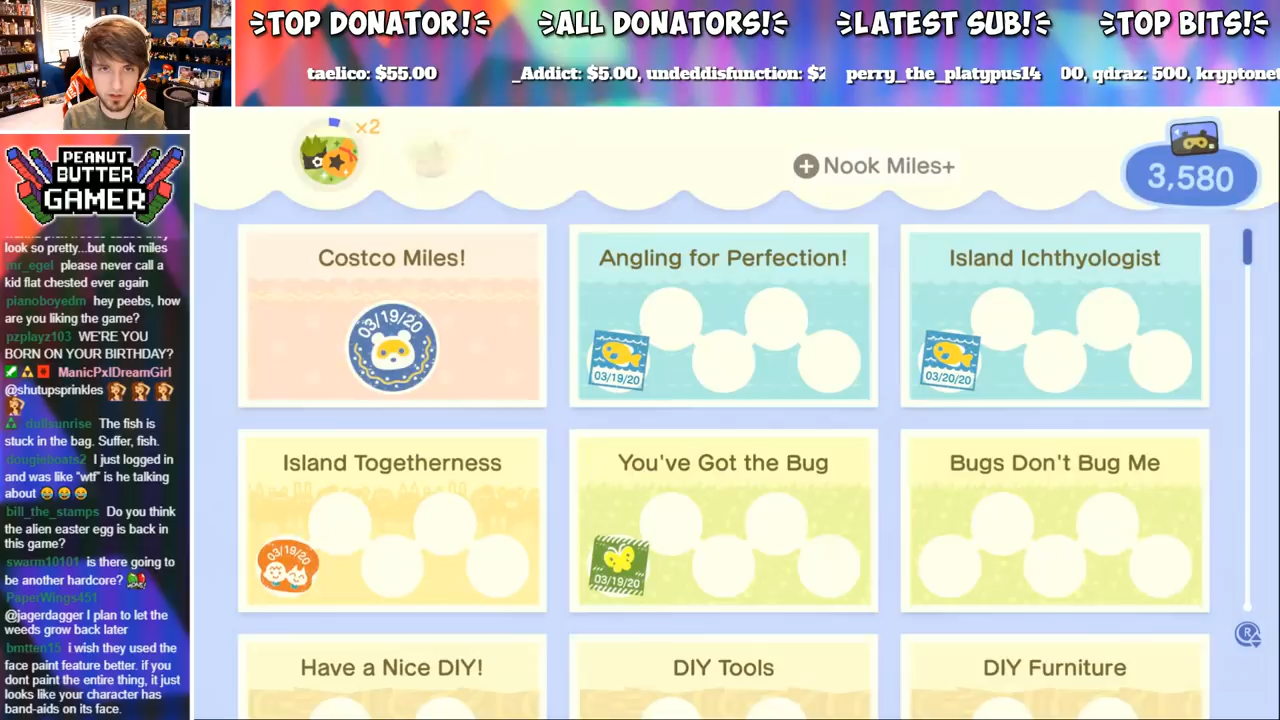 TOP DONATOR!
ALL DONATORS!
LATEST SUB!
TOP BITS!
taelico: $55.00
_Addict: $5.00, undeddisfunction: $2
perry_the_platypus14
00, qdraz: 500, kryptonet
PEANUT
BUTTER
GAMER
look so pretty...but nook miles
mr_egel please never call a
kid flat chested ever again
pianoboyedm hey peebs, how
are you liking the game?
pzplayz103 WE'RE YOU
BORN ON YOUR BIRTHDAY?
ManicPxlDreamGirl
@shutupsprinkles
dullsunrise The fish is
stuck in the bag. Suffer, fish.
dougieboats2 I just logged in
and was like "wtf" is he talking
about
bill_the_stamps Do you think
the alien easter egg is back in
this game?
swarm10101 is there going to
be another hardcore?
PaperWings451
@jagerdagger I plan to let the
weeds grow back later
bmtten15 i wish they used the
face paint feature better. if you
dont paint the entire thing, it just
looks like your character has
band-aids on its face.
×2
+ Nook Miles+
3,580
Costco Miles!
03/19/20
Angling for Perfection!
03/19/20
Island Ichthyologist
03/20/20
Island Togetherness
03/19/20
You've Got the Bug
03/19/20
Bugs Don't Bug Me
R
Have a Nice DIY!
DIY Tools
DIY Furniture